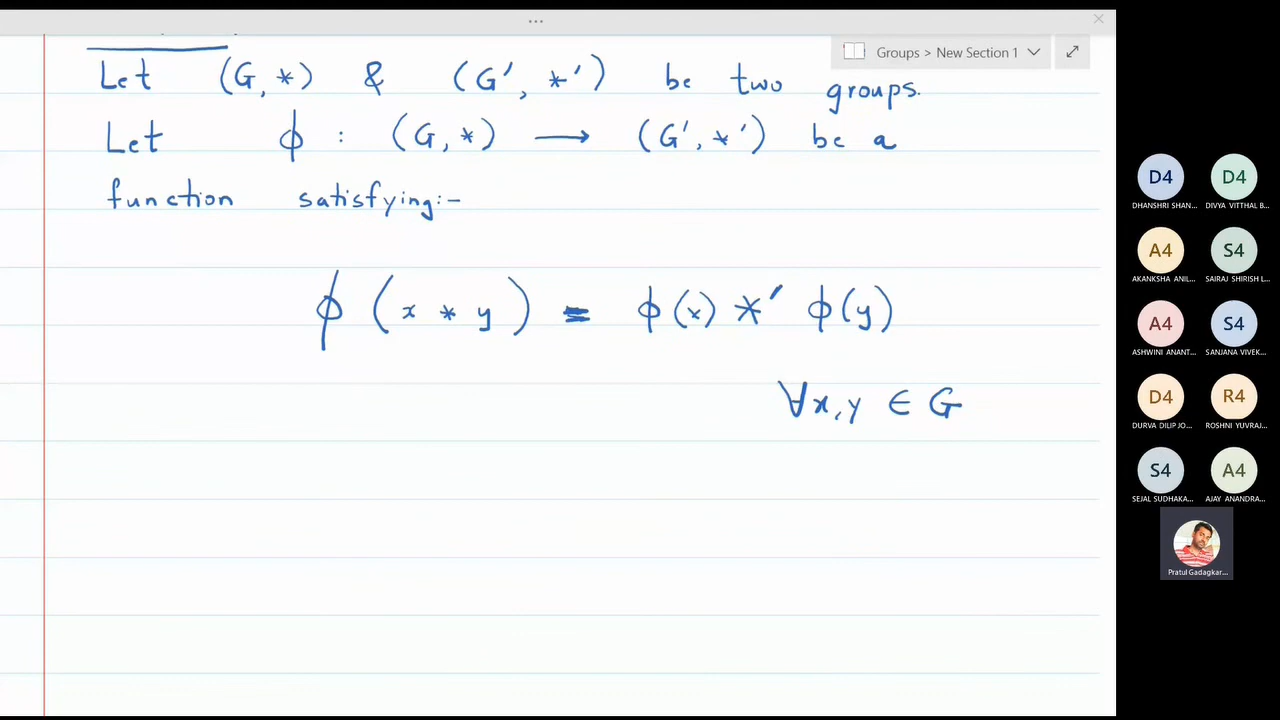 Groups > New Section 1
Let (G, *) & (G', *') be two groups.
Let ϕ : (G, *) ⟶ (G', *') be a
function satisfying:-
ϕ (x * y) = ϕ(x) *' ϕ(y)
∀x, y ∈ G
D4 D4
DHANSHRI SHAN... DIVYA VITTHAL B...
A4 S4
AKANKSHA ANIL... SAIRAJ SHIRISH L...
A4 S4
ASHWINI ANANT... SANJANA VIVEK...
D4 R4
DURVA DILIP JO... ROSHNI YUVRAJ...
S4 A4
SEJAL SUDHAKA... AJAY ANANDRA...
Pratul Gadagkar...